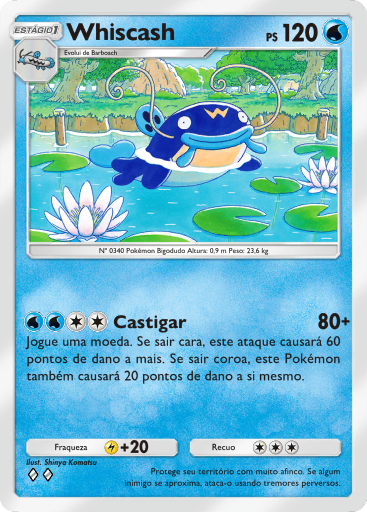 ESTÁGIO 1
Whiscash
PS 120
Evolui de Barboach
Nº 0340 Pokémon Bigodudo Altura: 0,9 m Peso: 23,6 kg
Castigar 80+
Jogue uma moeda. Se sair cara, este ataque causará 60
pontos de dano a mais. Se sair coroa, este Pokémon
também causará 20 pontos de dano a si mesmo.
Fraqueza +20 Recuo
Ilust. Shinya Komatsu
Protege seu território com muito afinco. Se algum
inimigo se aproxima, ataca-o usando tremores perversos.